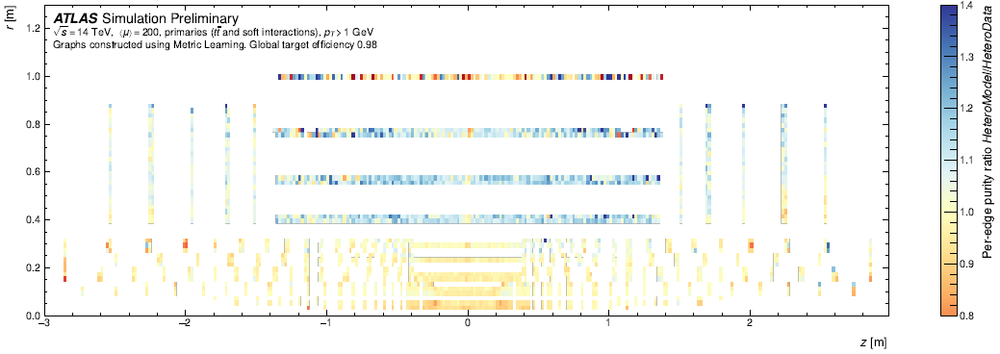 ATLAS Simulation Preliminary
√s = 14 TeV, ⟨μ⟩ = 200, primaries (tt̄ and soft interactions), pT > 1 GeV
Graphs constructed using Metric Learning. Global target efficiency 0.98
r [m]
1.2
1.0
0.8
0.6
0.4
0.2
0.0
−3 −2 −1 0 1 2
z [m]
1.4
1.3
1.2
1.1
1.0
0.9
0.8
Per-edge purity ratio HeteroModel/HeteroData